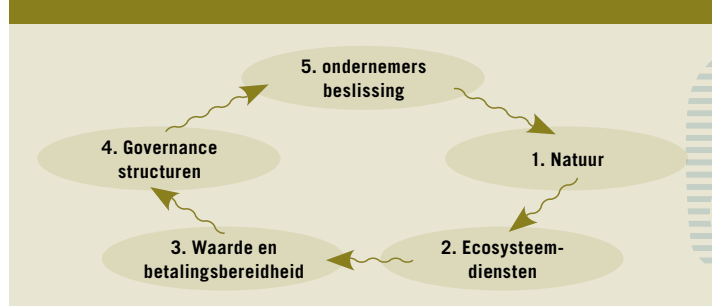 5. ondernemers
beslissing
4. Governance
structuren
1. Natuur
3. Waarde en
betalingsbereidheid
2. Ecosysteem-
diensten